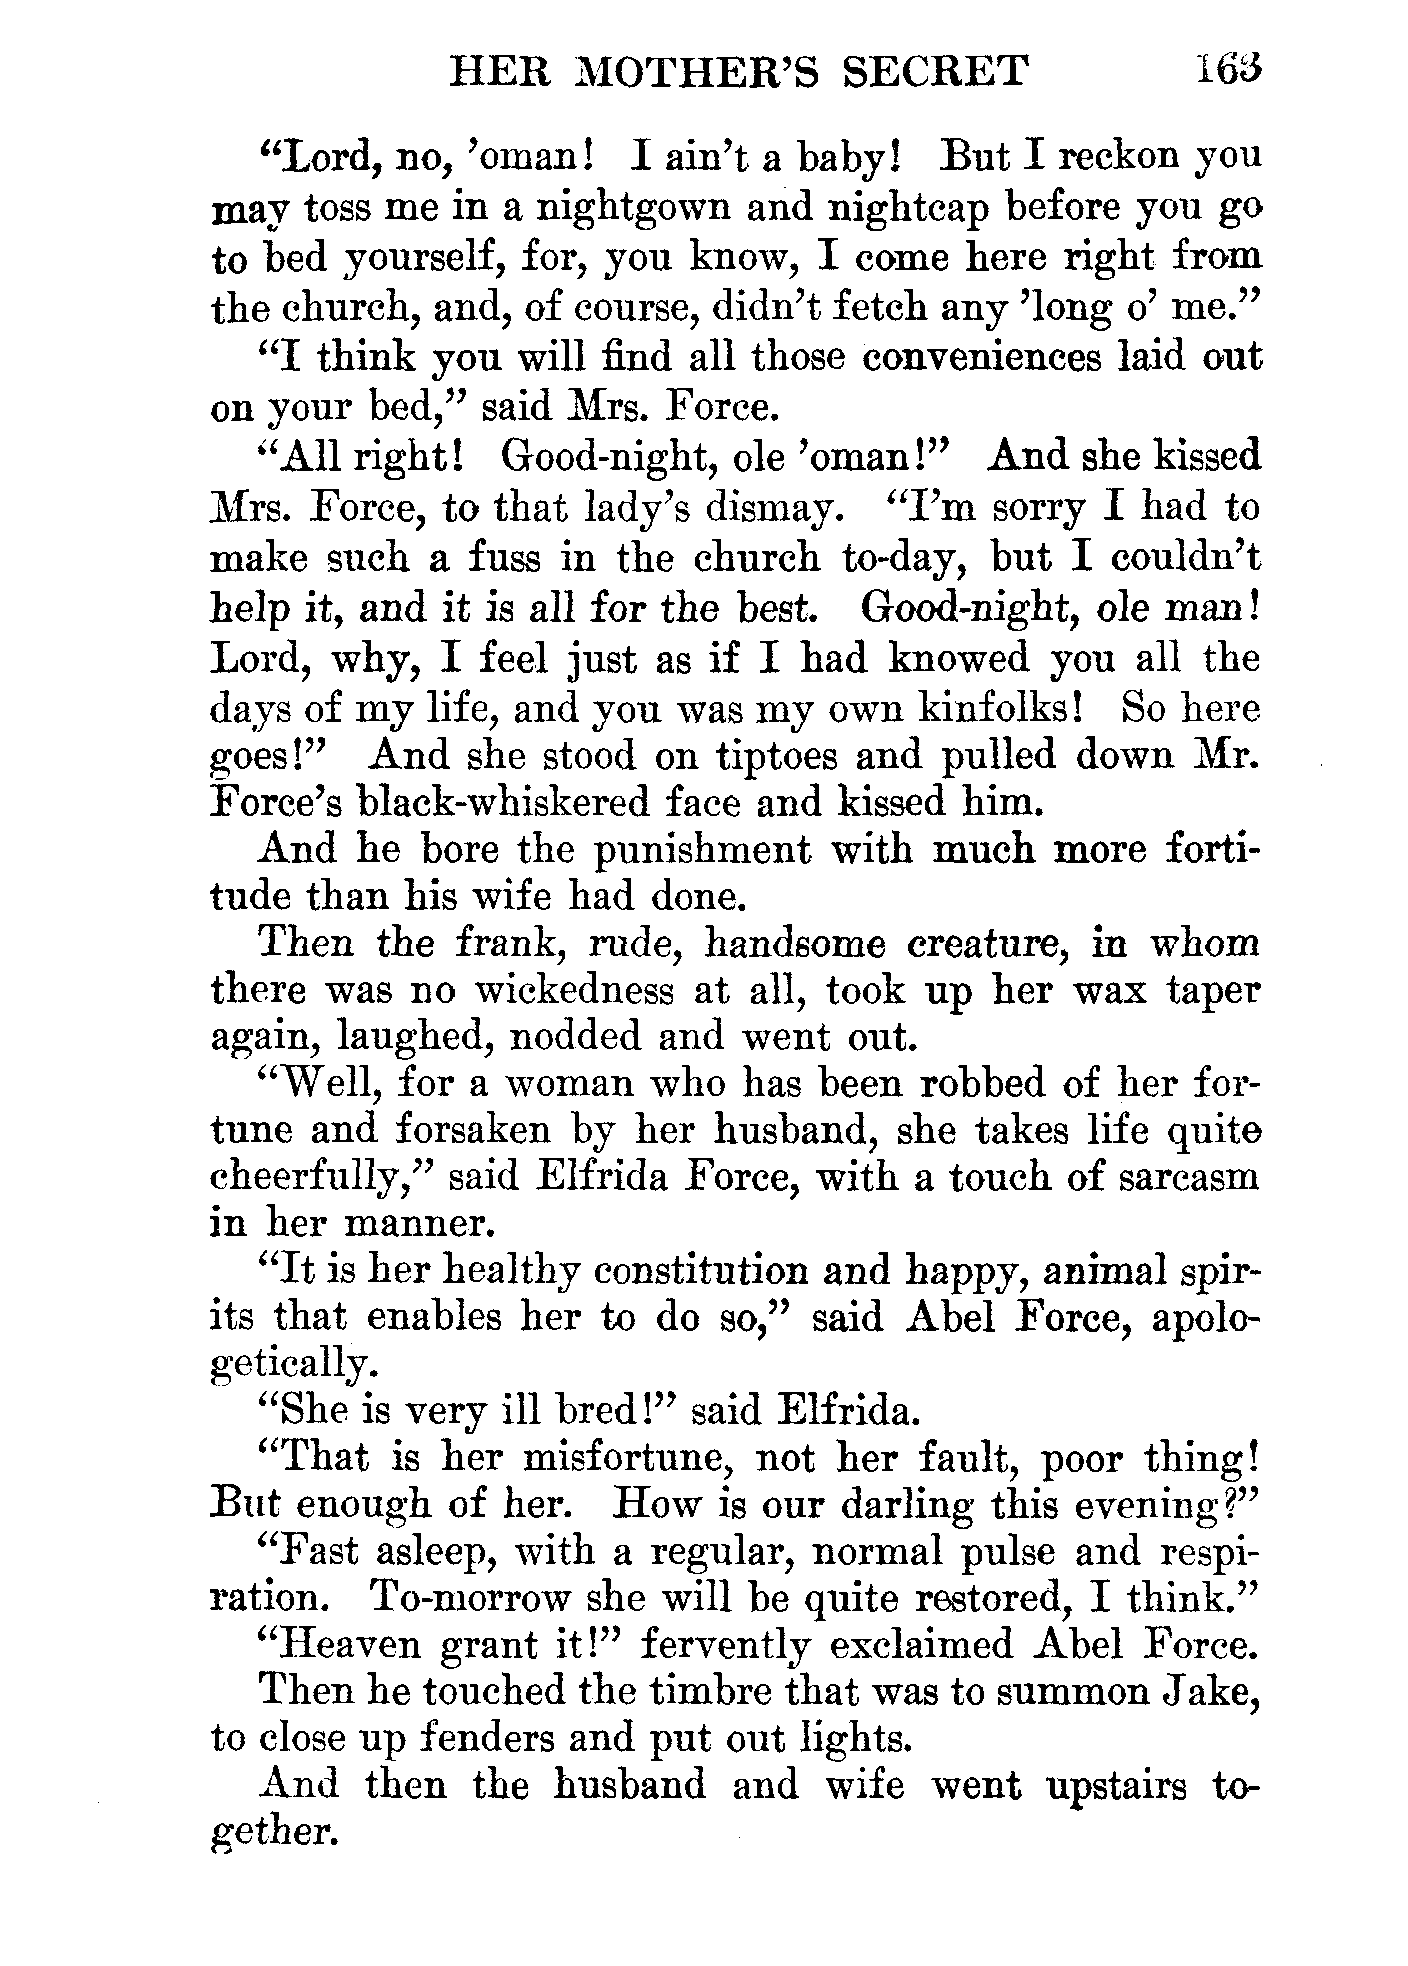 HER MOTHER'S SECRET 163
“Lord, no, ’oman! I ain’t a baby! But I reckon you
may toss me in a nightgown and nightcap before you go
to bed yourself, for, you know, I come here right from
the church, and, of course, didn’t fetch any ’long o’ me.”
“I think you will find all those conveniences laid out
on your bed,” said Mrs. Force.
“All right! Good-night, ole ’oman!” And she kissed
Mrs. Force, to that lady’s dismay. “I’m sorry I had to
make such a fuss in the church to-day, but I couldn’t
help it, and it is all for the best. Good-night, ole man!
Lord, why, I feel just as if I had knowed you all the
days of my life, and you was my own kinfolks! So here
goes!” And she stood on tiptoes and pulled down Mr.
Force’s black-whiskered face and kissed him.
And he bore the punishment with much more forti-
tude than his wife had done.
Then the frank, rude, handsome creature, in whom
there was no wickedness at all, took up her wax taper
again, laughed, nodded and went out.
“Well, for a woman who has been robbed of her for-
tune and forsaken by her husband, she takes life quite
cheerfully,” said Elfrida Force, with a touch of sarcasm
in her manner.
“It is her healthy constitution and happy, animal spir-
its that enables her to do so,” said Abel Force, apolo-
getically.
“She is very ill bred!” said Elfrida.
“That is her misfortune, not her fault, poor thing!
But enough of her. How is our darling this evening?”
“Fast asleep, with a regular, normal pulse and respi-
ration. To-morrow she will be quite restored, I think.”
“Heaven grant it!” fervently exclaimed Abel Force.
Then he touched the timbre that was to summon Jake,
to close up fenders and put out lights.
And then the husband and wife went upstairs to-
gether.